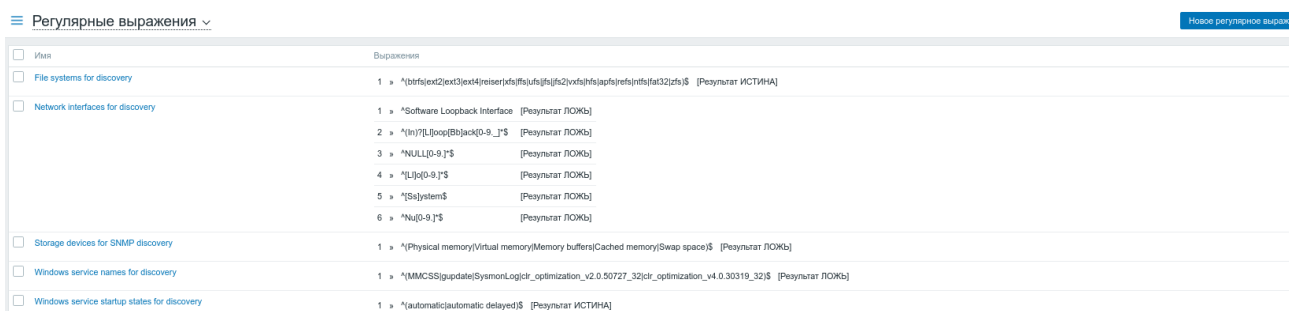 Регулярные выражения
Новое регулярное выраж
Имя Выражения
File systems for discovery 1 » ^(btrfs|ext2|ext3|ext4|reiser|xfs|ffs|ufs|jfs|jfs2|vxfs|hfs|apfs|refs|ntfs|fat32|zfs)$ [Результат ИСТИНА]
Network interfaces for discovery 1 » ^Software Loopback Interface [Результат ЛОЖЬ]
2 » ^(In)?[Ll]oop[Bb]ack[0-9._]*$ [Результат ЛОЖЬ]
3 » ^NULL[0-9.]*$ [Результат ЛОЖЬ]
4 » ^[Ll]o[0-9.]*$ [Результат ЛОЖЬ]
5 » ^[Ss]ystem$ [Результат ЛОЖЬ]
6 » ^Nu[0-9.]*$ [Результат ЛОЖЬ]
Storage devices for SNMP discovery 1 » ^(Physical memory|Virtual memory|Memory buffers|Cached memory|Swap space)$ [Результат ЛОЖЬ]
Windows service names for discovery 1 » ^(MMCSS|gupdate|SysmonLog|clr_optimization_v2.0.50727_32|clr_optimization_v4.0.30319_32)$ [Результат ЛОЖЬ]
Windows service startup states for discovery 1 » ^(automatic|automatic delayed)$ [Результат ИСТИНА]